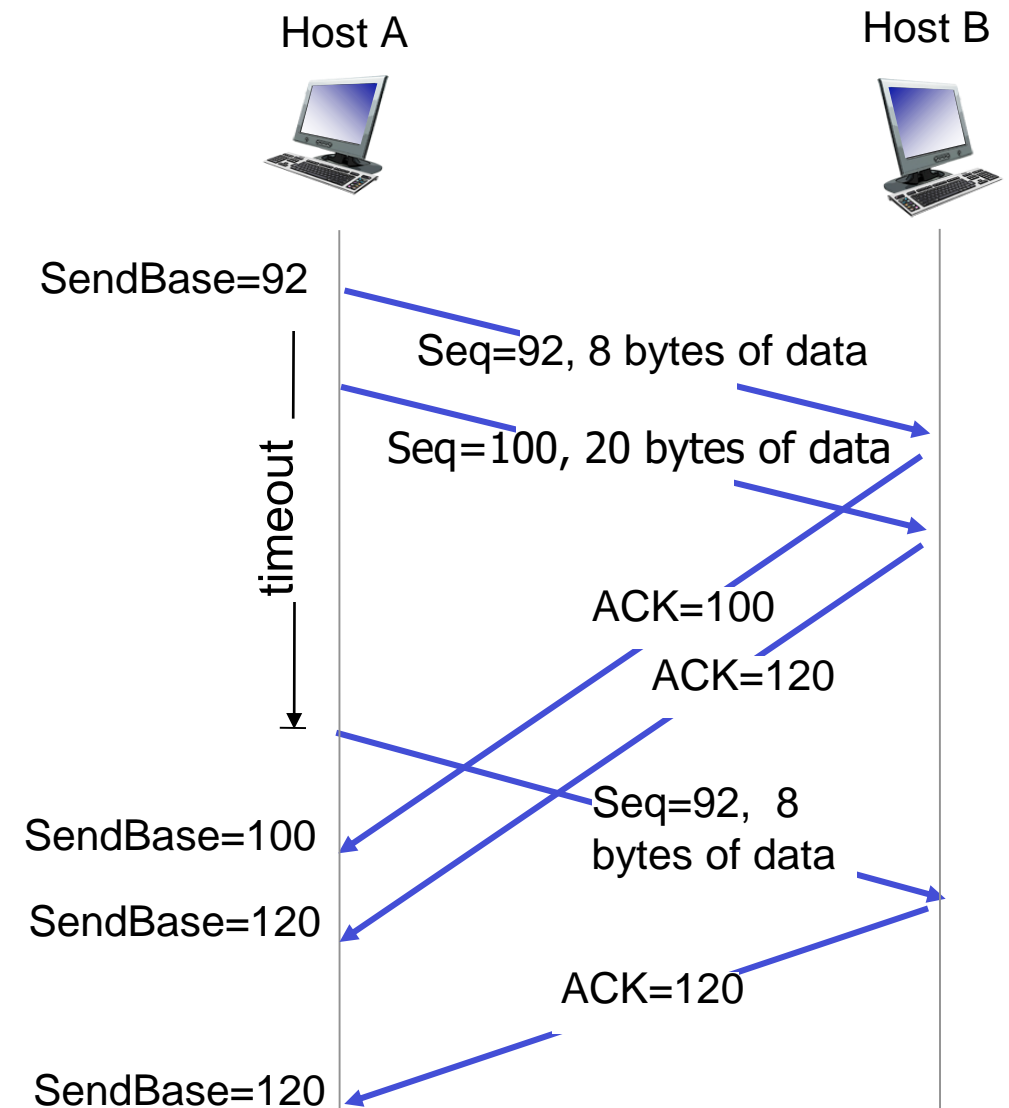 Host A
Host B
SendBase=92
Seq=92, 8 bytes of data
Seq=100, 20 bytes of data
timeout
ACK=100
ACK=120
Seq=92, 8
bytes of data
SendBase=100
SendBase=120
ACK=120
SendBase=120